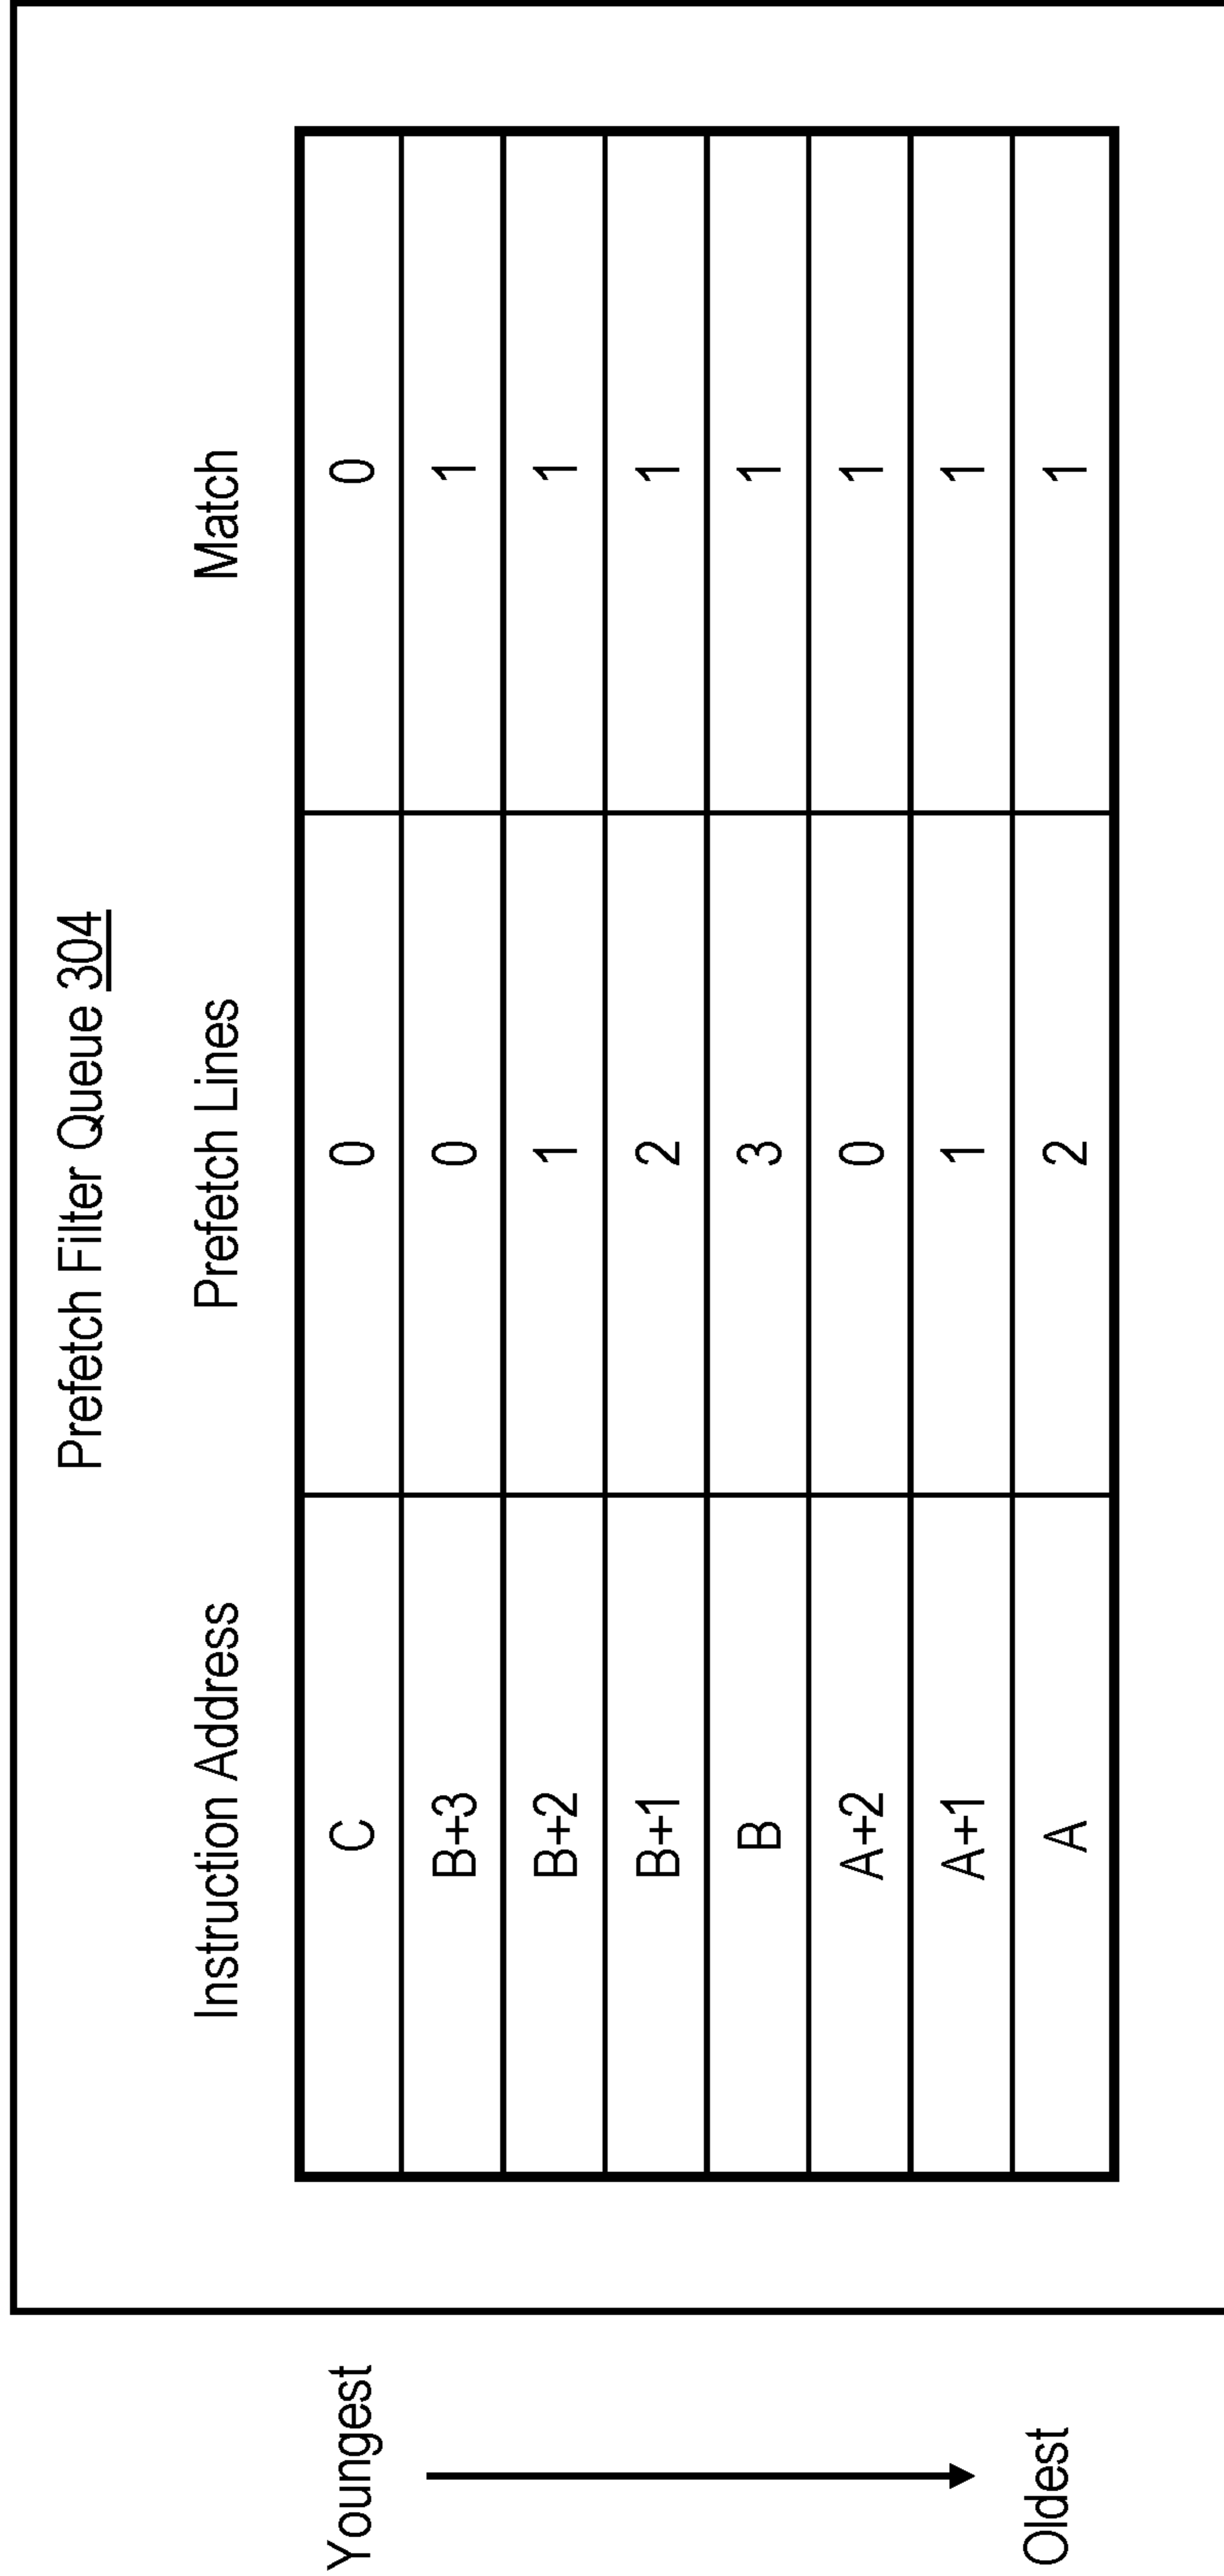 Prefetch Filter Queue 304
Instruction Address Prefetch Lines Match
Youngest C 0 0
B+3 0 1
B+2 1 1
B+1 2 1
B 3 1
A+2 0 1
A+1 1 1
Oldest A 2 1